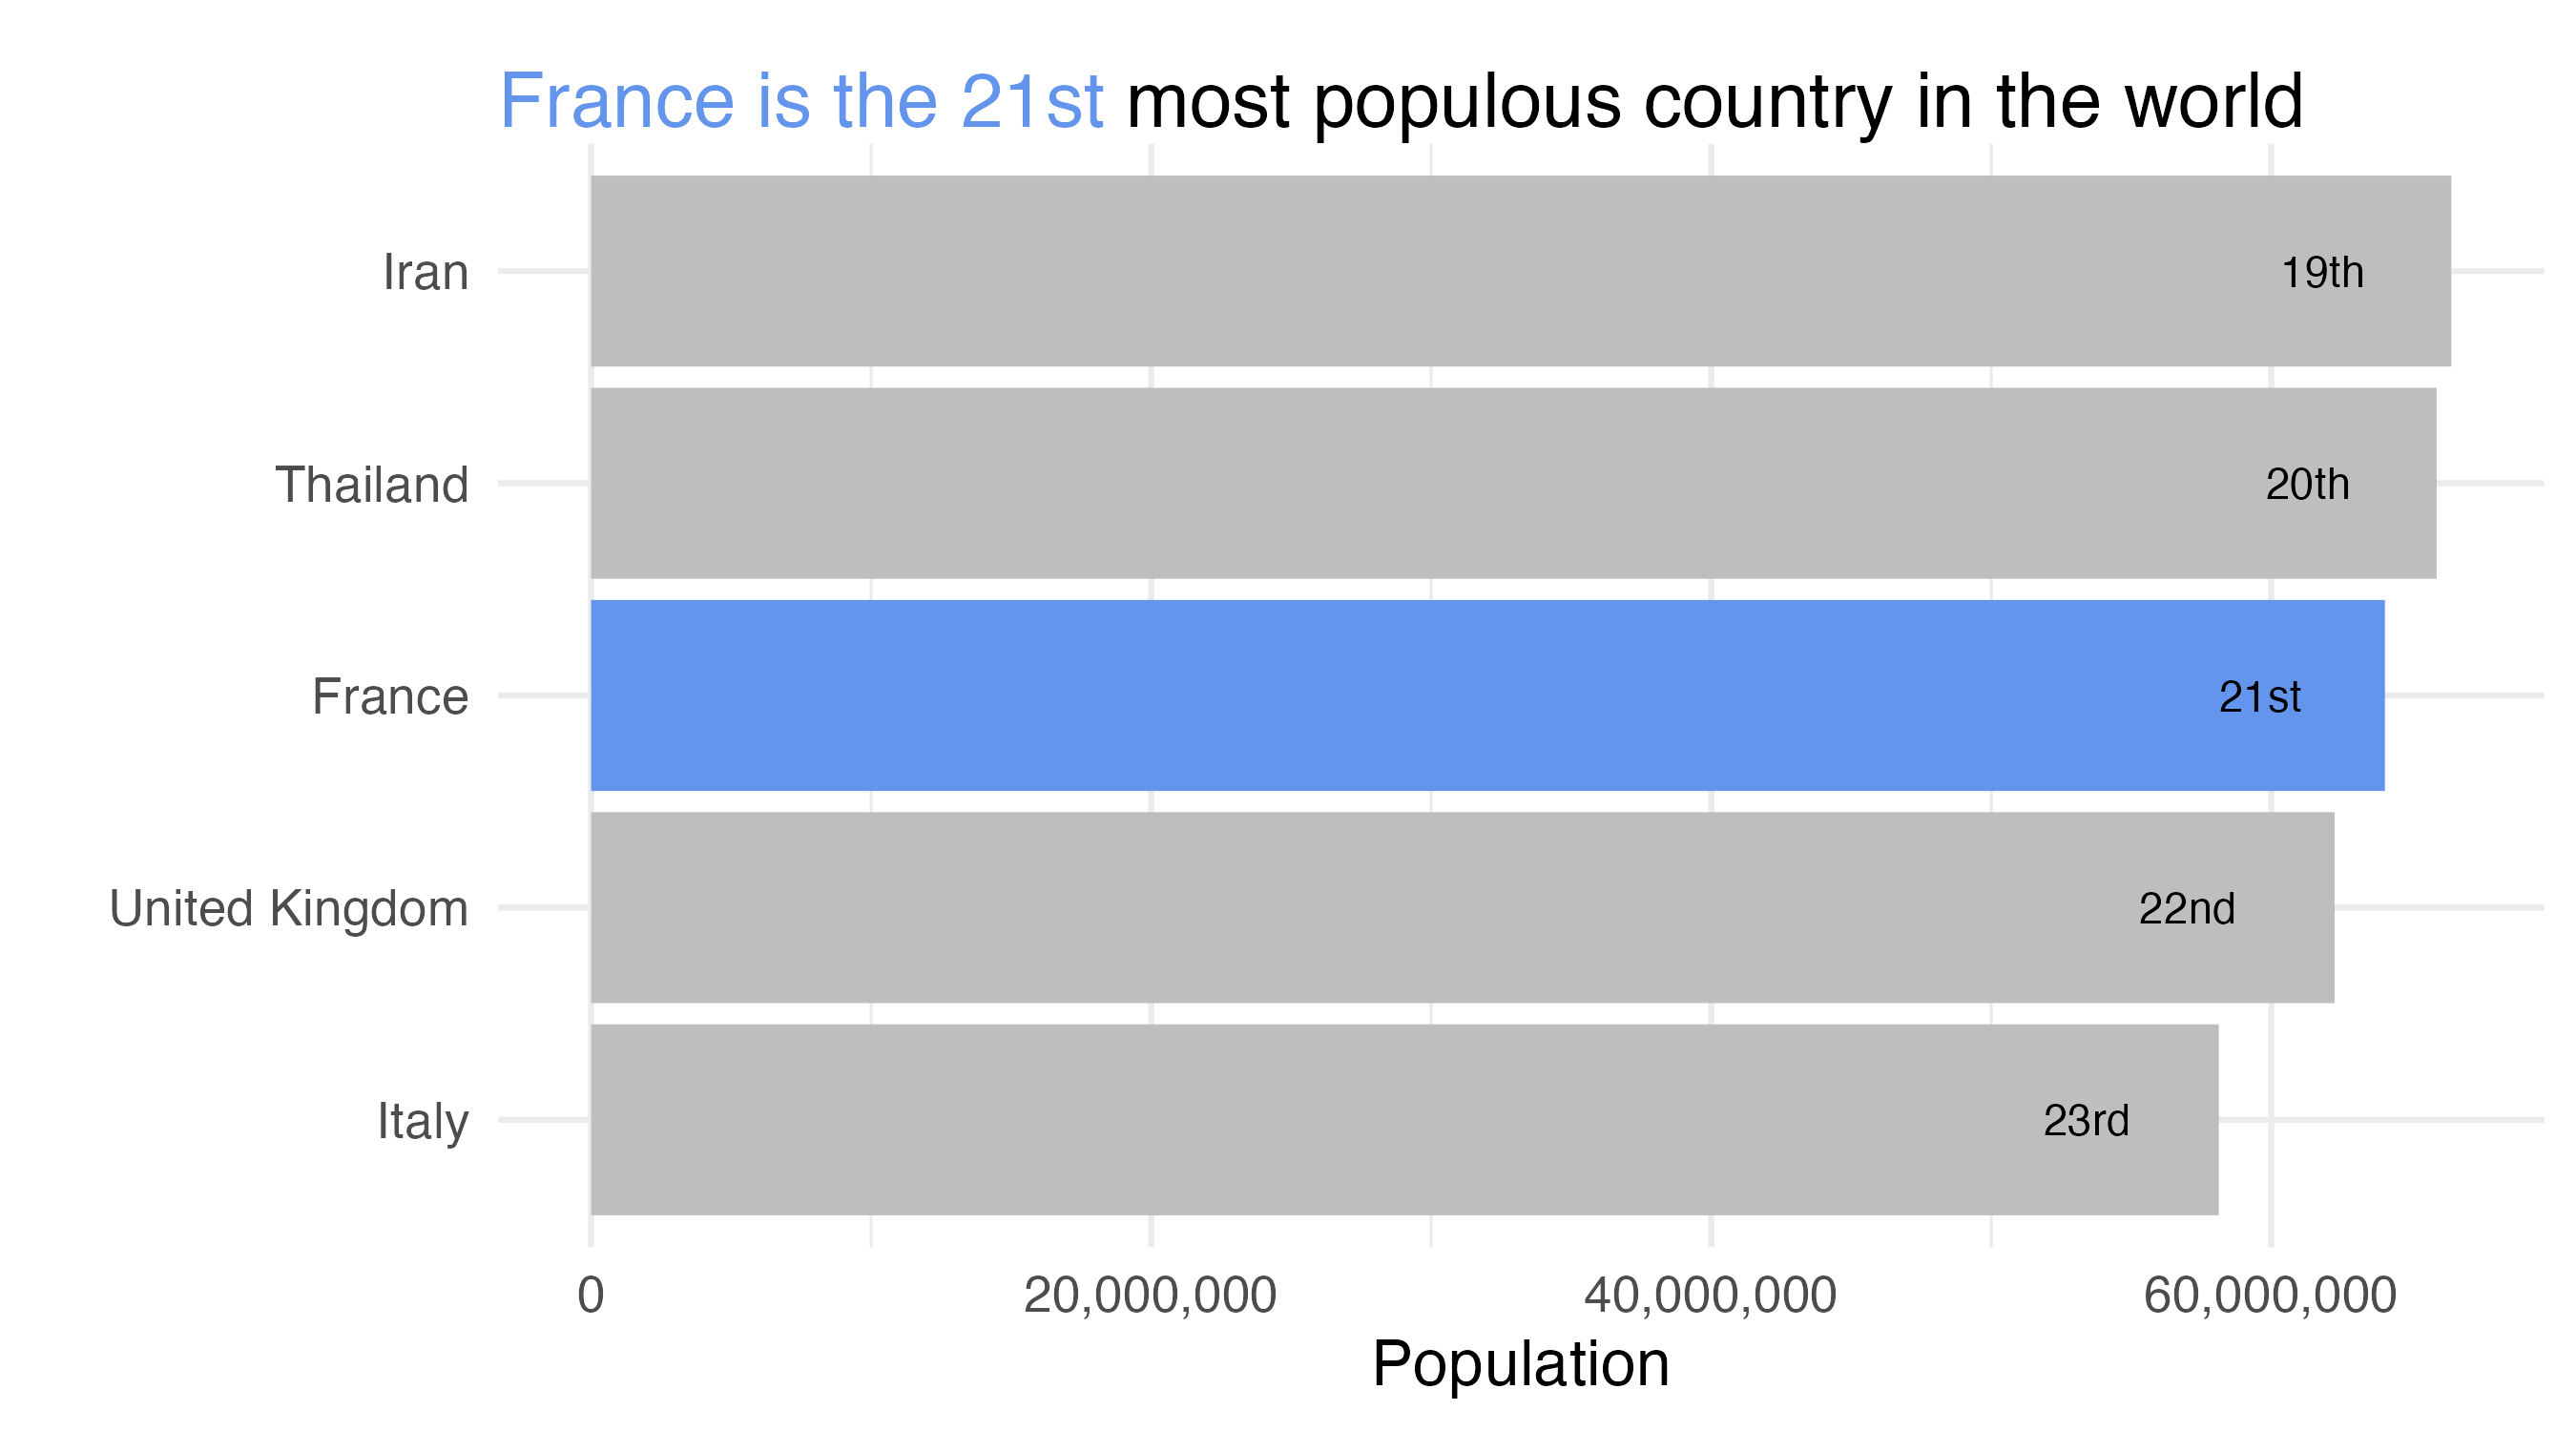 France is the 21st most populous country in the world
Iran
19th
Thailand
20th
France
21st
United Kingdom
22nd
Italy
23rd
0
20,000,000
40,000,000
60,000,000
Population